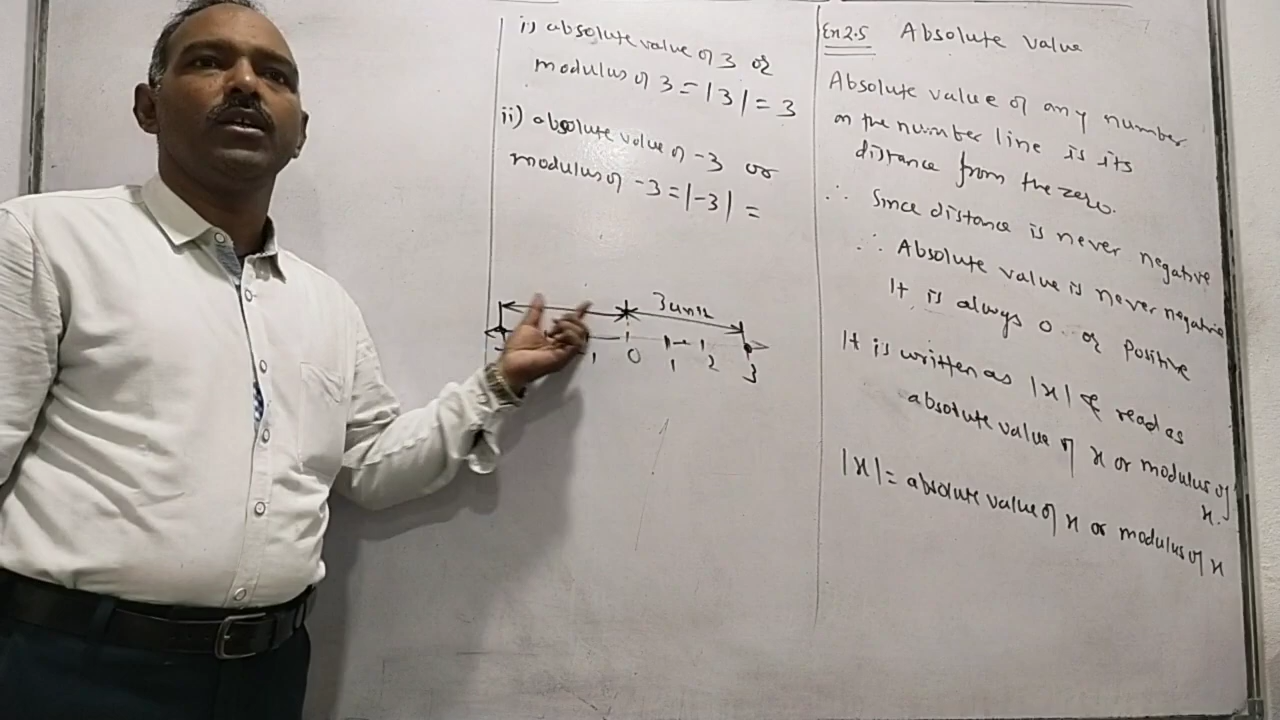 i) absolute value of 3 or
modulus of 3 = |3| = 3
ii) absolute value of -3 or
modulus of -3 = |-3| =
3 unit
1 0 1 2 3
Ex 2.5 Absolute value
Absolute value of any number
on the number line is its
distance from the zero.
∴ Since distance is never negative
∴ Absolute value is never negative
It is always 0 or positive
It is written as |x| & read as
absolute value of x or modulus of
x.
|x| = absolute value of x or modulus of x